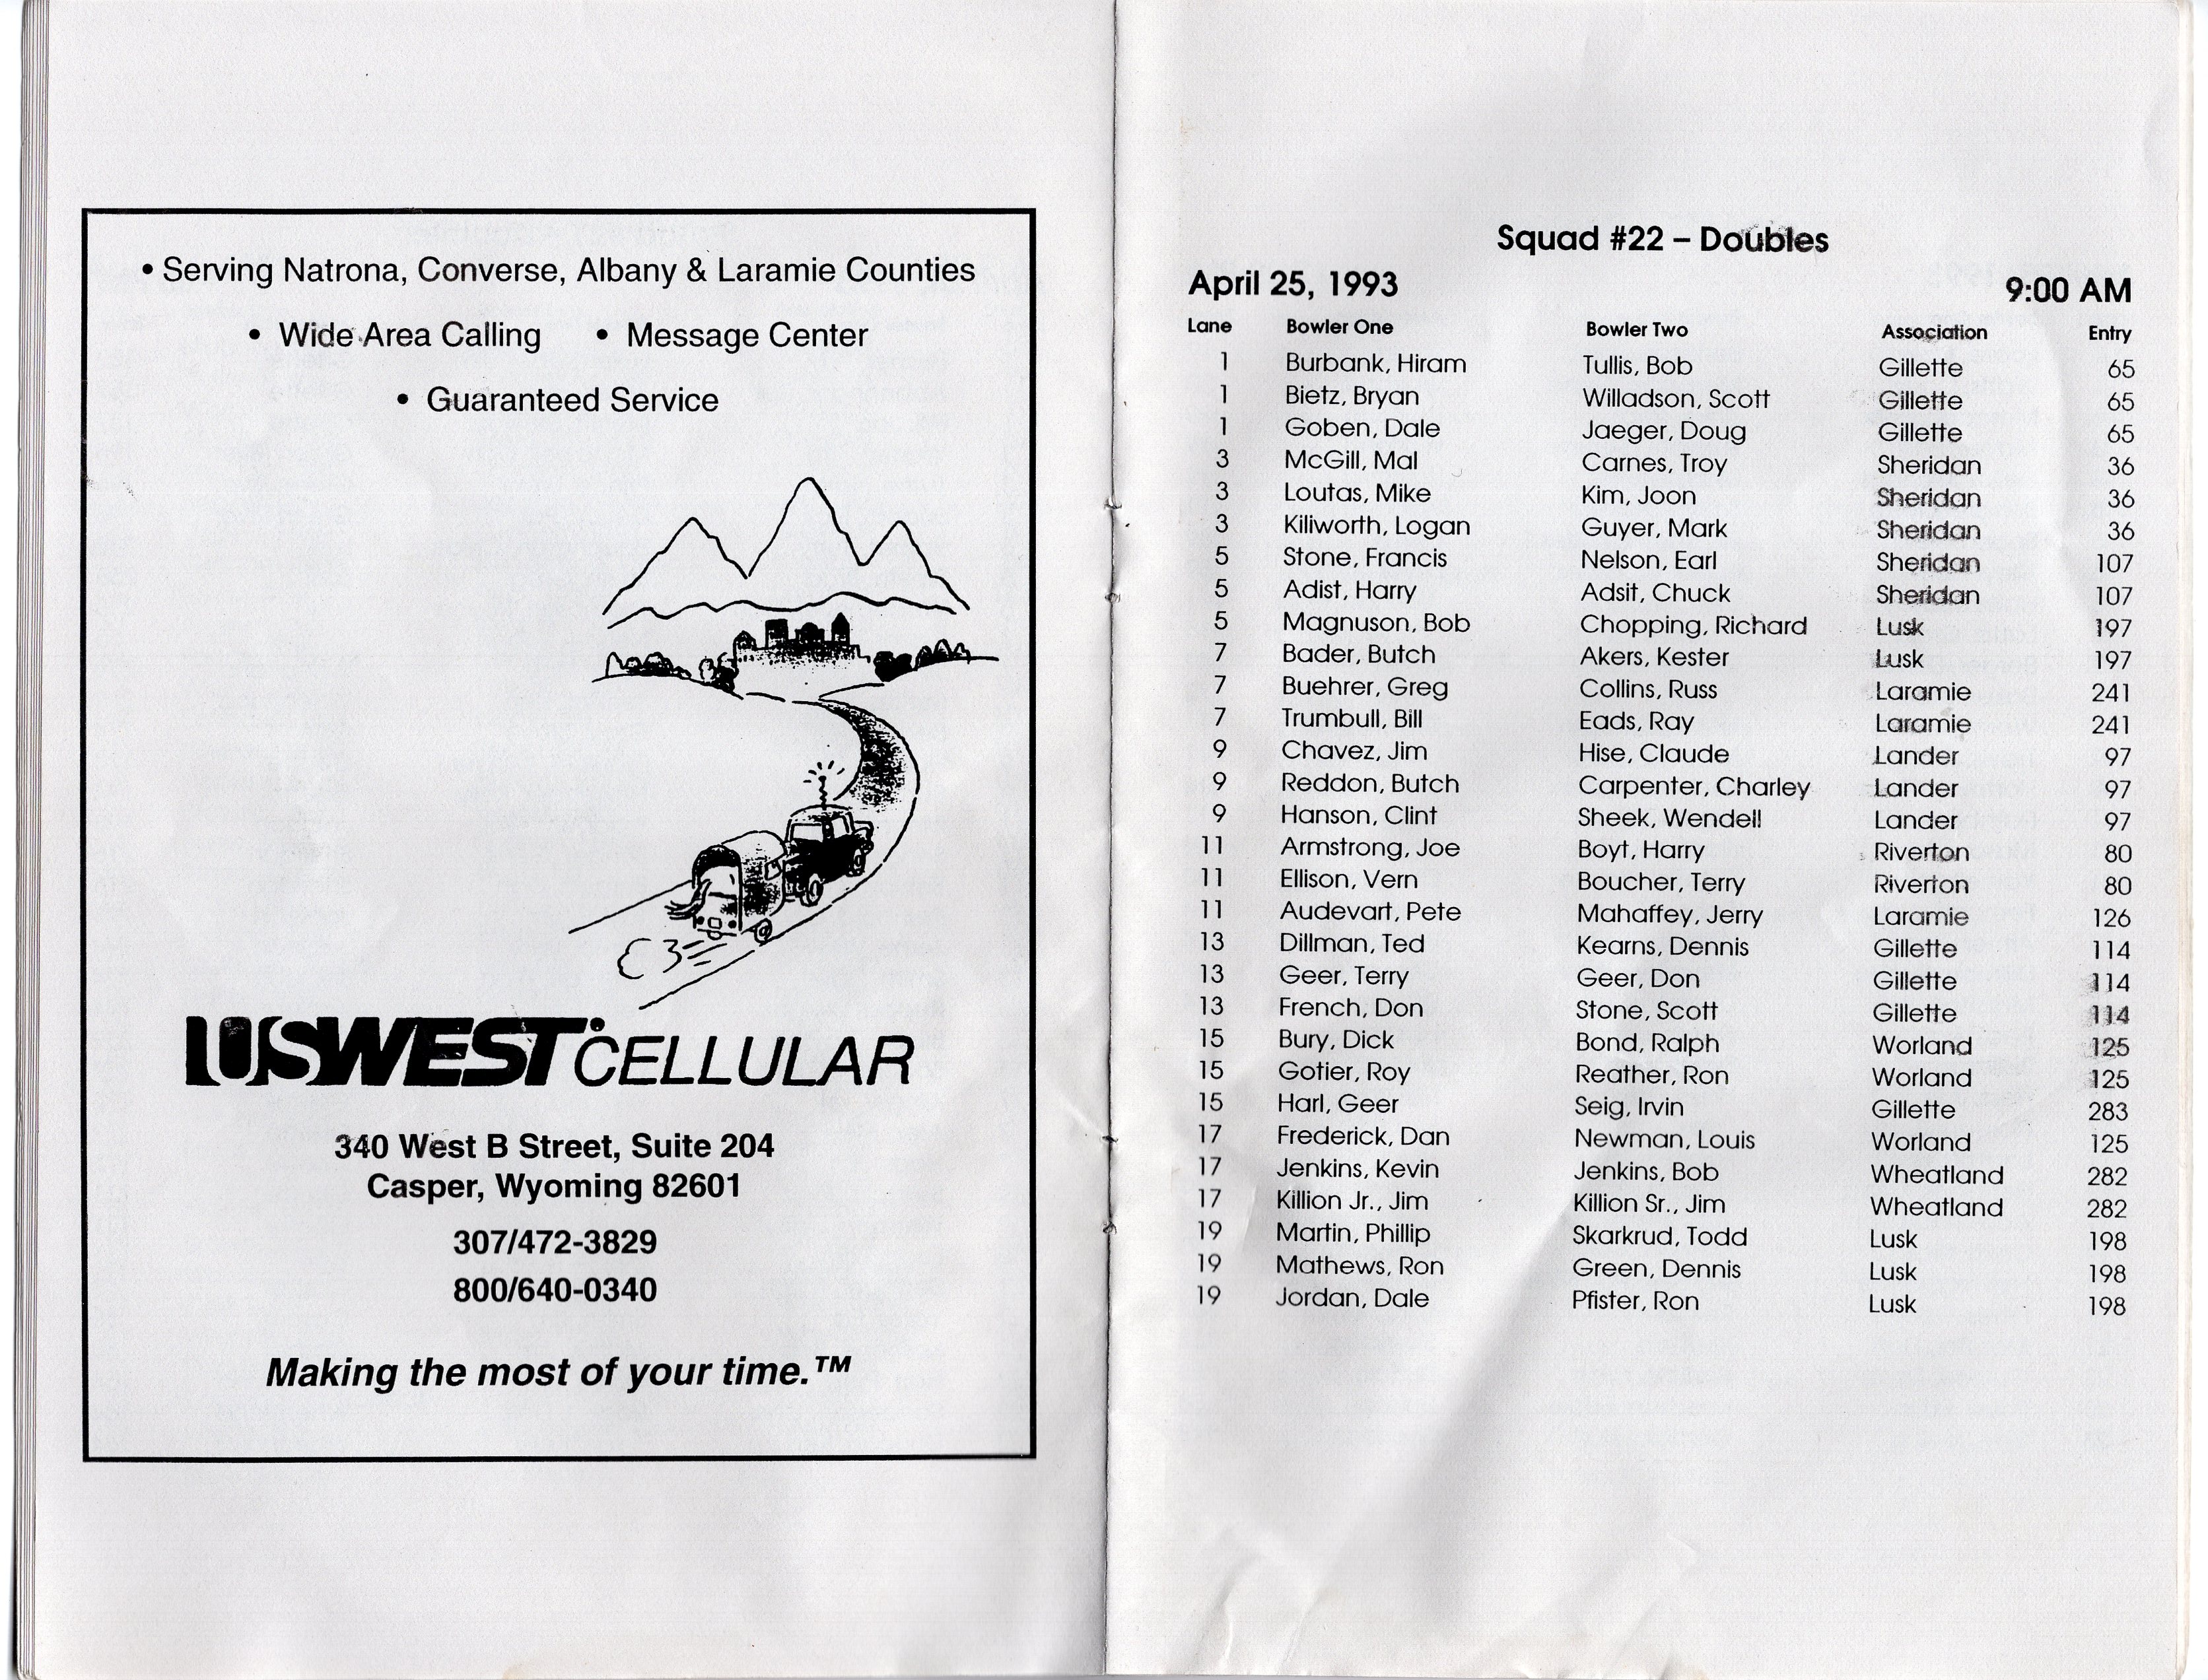 • Serving Natrona, Converse, Albany & Laramie Counties
• Wide Area Calling • Message Center
• Guaranteed Service
USWEST CELLULAR
340 West B Street, Suite 204
Casper, Wyoming 82601
307/472-3829
800/640-0340
Making the most of your time.™
Squad #22 – Doubles
April 25, 1993 9:00 AM
Lane Bowler One Bowler Two Association Entry
1 Burbank, Hiram Tullis, Bob Gillette 65
1 Bietz, Bryan Willadson, Scott Gillette 65
1 Goben, Dale Jaeger, Doug Gillette 65
3 McGill, Mal Carnes, Troy Sheridan 36
3 Loutas, Mike Kim, Joon Sheridan 36
3 Kiliworth, Logan Guyer, Mark Sheridan 36
5 Stone, Francis Nelson, Earl Sheridan 107
5 Adist, Harry Adsit, Chuck Sheridan 107
5 Magnuson, Bob Chopping, Richard Lusk 197
7 Bader, Butch Akers, Kester Lusk 197
7 Buehrer, Greg Collins, Russ Laramie 241
7 Trumbull, Bill Eads, Ray Laramie 241
9 Chavez, Jim Hise, Claude Lander 97
9 Reddon, Butch Carpenter, Charley Lander 97
9 Hanson, Clint Sheek, Wendell Lander 97
11 Armstrong, Joe Boyt, Harry Riverton 80
11 Ellison, Vern Boucher, Terry Riverton 80
11 Audevart, Pete Mahaffey, Jerry Laramie 126
13 Dillman, Ted Kearns, Dennis Gillette 114
13 Geer, Terry Geer, Don Gillette 114
13 French, Don Stone, Scott Gillette 114
15 Bury, Dick Bond, Ralph Worland 125
15 Gotier, Roy Reather, Ron Worland 125
15 Harl, Geer Seig, Irvin Gillette 283
17 Frederick, Dan Newman, Louis Worland 125
17 Jenkins, Kevin Jenkins, Bob Wheatland 282
17 Killion Jr., Jim Killion Sr., Jim Wheatland 282
19 Martin, Phillip Skarkrud, Todd Lusk 198
19 Mathews, Ron Green, Dennis Lusk 198
19 Jordan, Dale Pfister, Ron Lusk 198